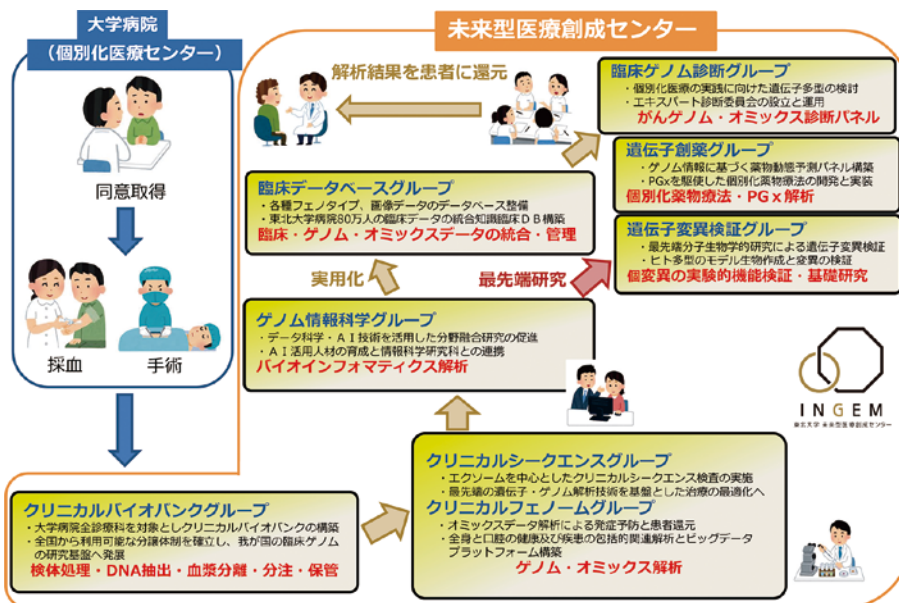 大学病院
(個別化医療センター)
同意取得
採血
手術
未来型医療創成センター
解析結果を患者に還元
臨床ゲノム診断グループ
・個別化医療の実践に向けた遺伝子多型の検討
・エキスパート診断委員会の設立と運用
がんゲノム・オミックス診断パネル
遺伝子創薬グループ
・ゲノム情報に基づく薬物動態予測パネル構築
・PGxを駆使した個別化薬物療法の開発と実装
個別化薬物療法・PGx解析
遺伝子変異検証グループ
・最先端分子生物学的研究による遺伝子変異検証
・ヒト多型のモデル生物作成と変異の検証
個変異の実験的機能検証・基礎研究
臨床データベースグループ
・各種フェノタイプ、画像データのデータベース整備
・東北大学病院80万人の臨床データの統合知識臨床DB構築
臨床・ゲノム・オミックスデータの統合・管理
実用化
最先端研究
ゲノム情報科学グループ
・データ科学・AI技術を活用した分野融合研究の促進
・AI活用人材の育成と情報科学研究科との連携
バイオインフォマティクス解析
INGEM
東北大学 未来型医療創成センター
クリニカルシークエンスグループ
・エクソームを中心としたクリニカルシークエンス検査の実施
・最先端の遺伝子・ゲノム解析技術を基盤とした治療の最適化へ
クリニカルフェノームグループ
・オミックスデータ解析による発症予防と患者還元
・全身と口腔の健康及び疾患の包括的関連解析とビッグデータ
プラットフォーム構築
ゲノム・オミックス解析
クリニカルバイオバンクグループ
・大学病院全診療科を対象としクリニカルバイオバンクの構築
・全国から利用可能な分譲体制を確立し、我が国の臨床ゲノム
の研究基盤へ発展
検体処理・DNA抽出・血漿分離・分注・保管